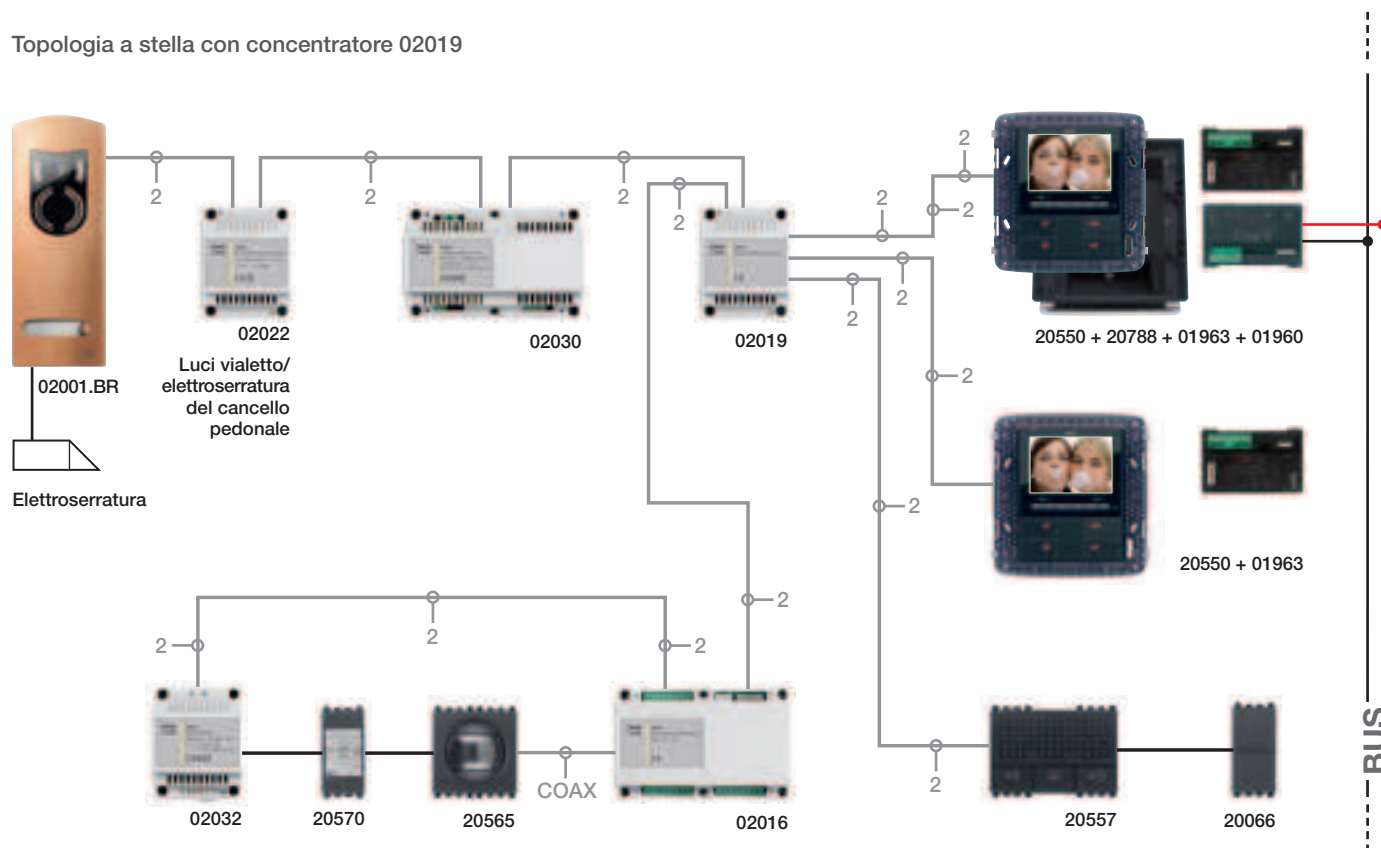 Topologia a stella con concentratore 02019
2
2
2
2
2
2
2
2
2
2
02022
02030
02019
20550 + 20788 + 01963 + 01960
02001.BR
Luci vialetto/
elettroserratura
del cancello
pedonale
Elettroserratura
2
2
20550 + 01963
2
2
2
2
2
COAX
BUS
02032
20570
20565
02016
20557
20066